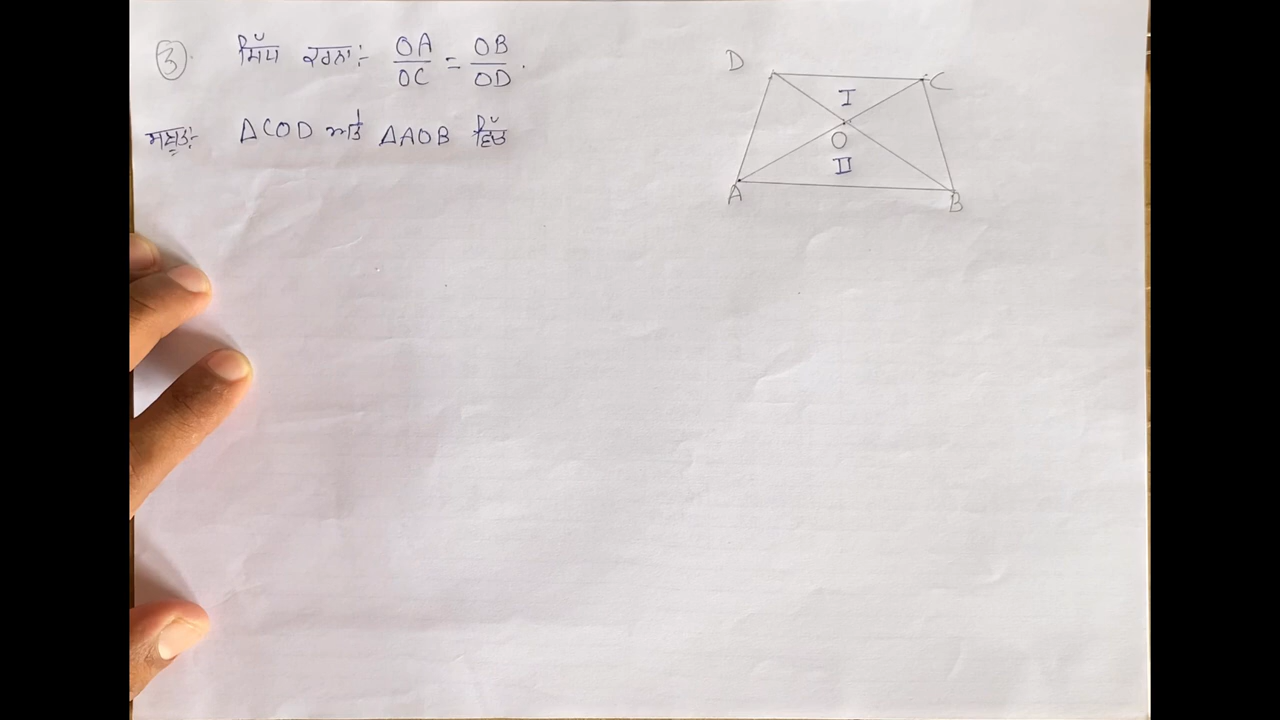 ③. ਸਿੱਧ ਕਰਨਾ:- OA/OC = OB/OD.
ਸਬੂਤ:- ΔCOD ਅਤੇ ΔAOB ਵਿੱਚ
D
C
I
O
II
A
B